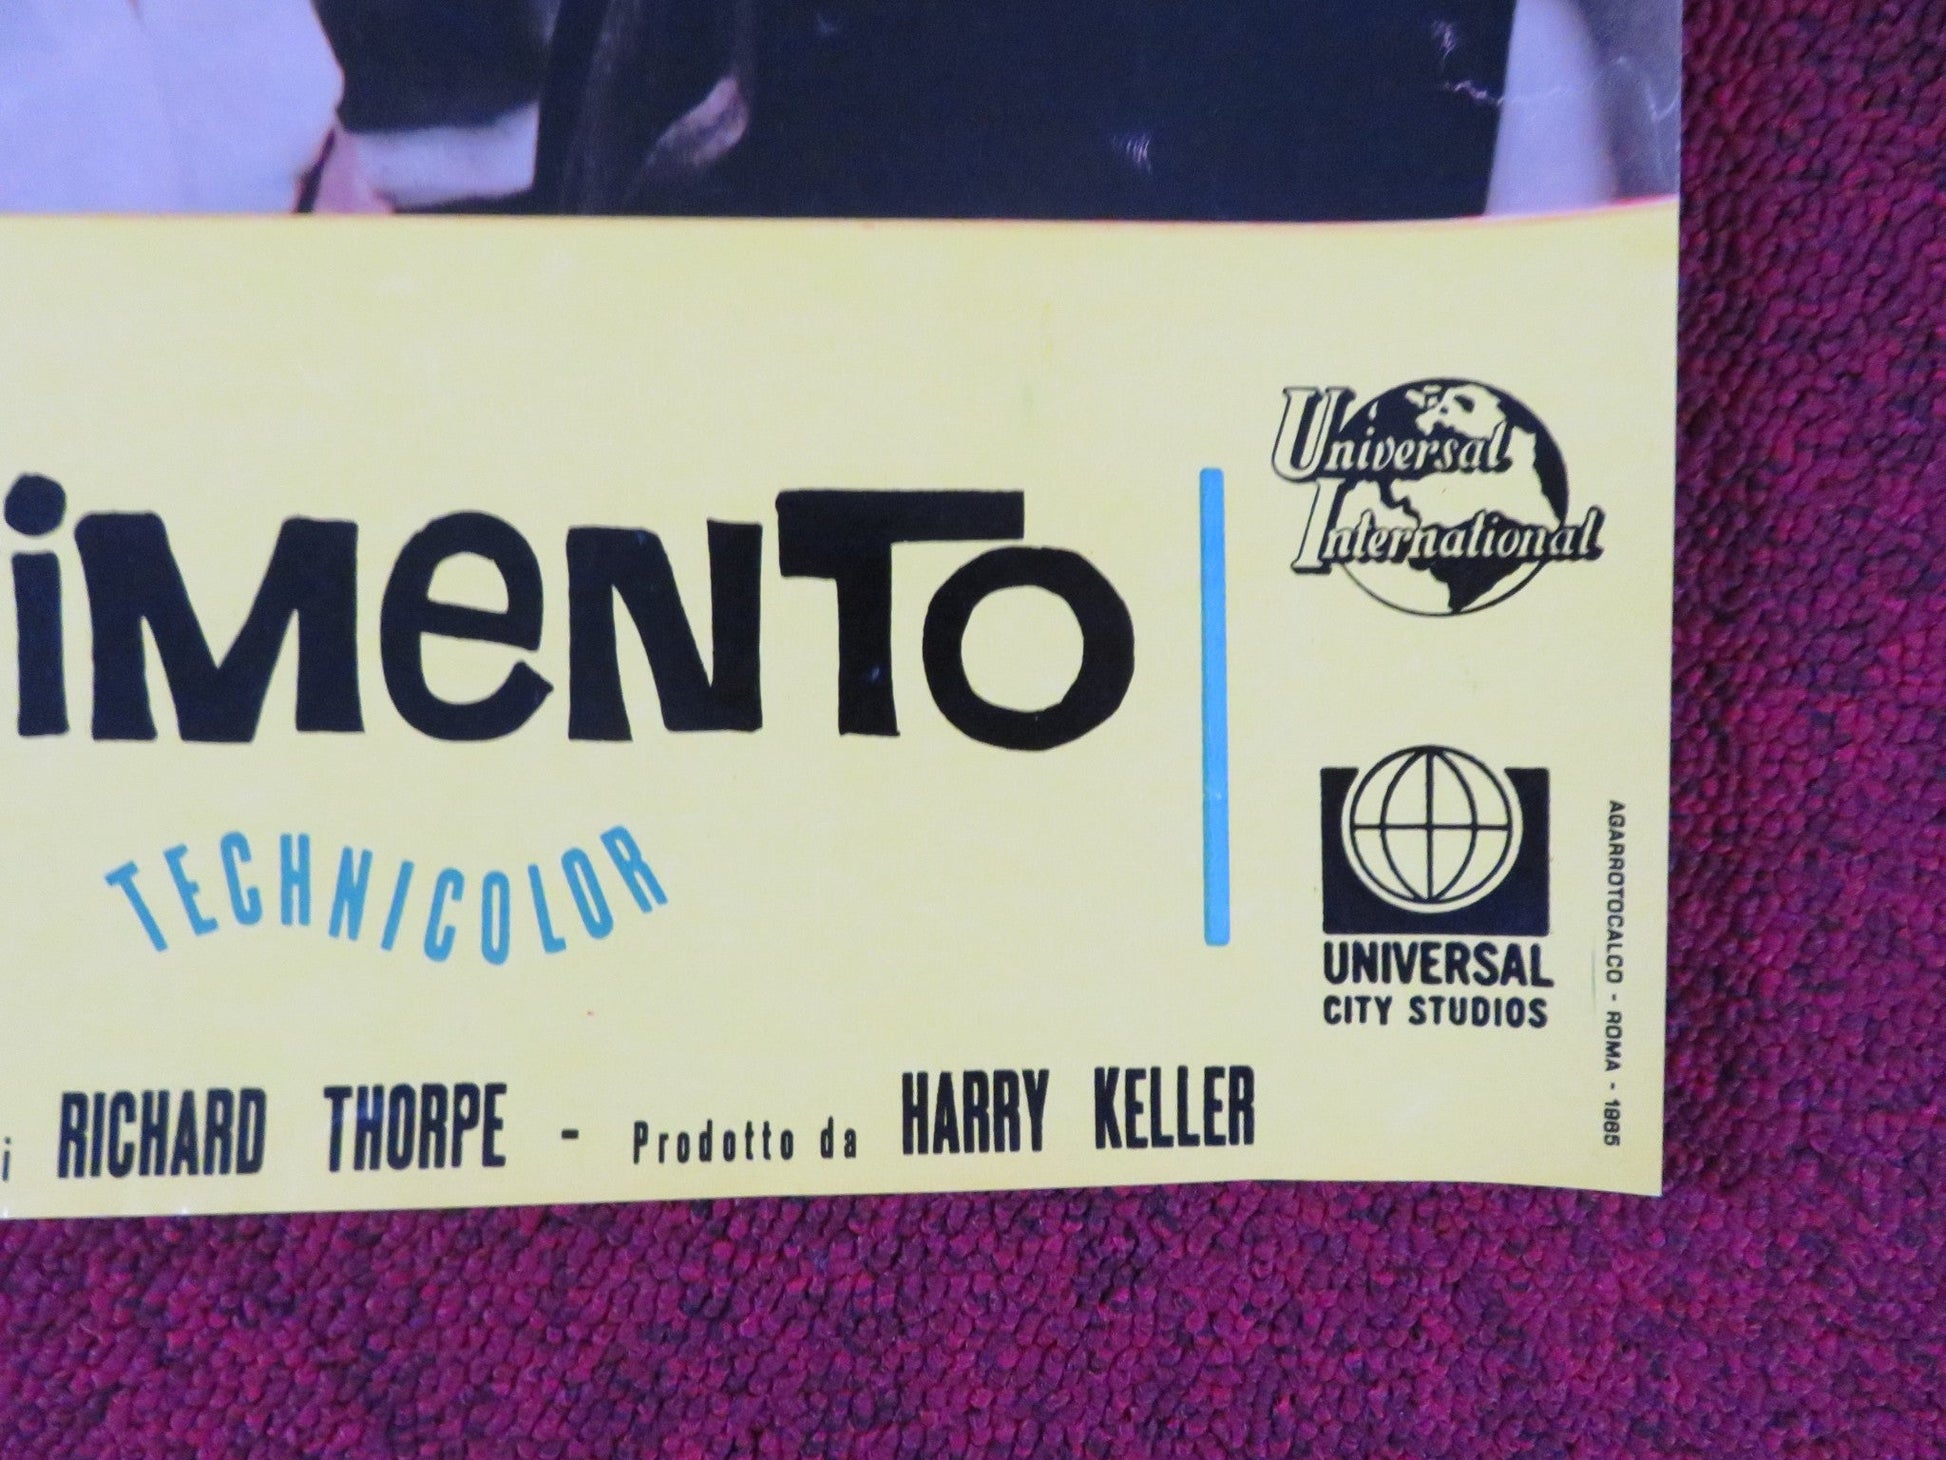 Universal
International
iMeNTo
TECHNICOLOR
UNIVERSAL
CITY STUDIOS
i RICHARD THORPE - Prodotto da HARRY KELLER
AGARROTOCALCO - ROMA - 1965